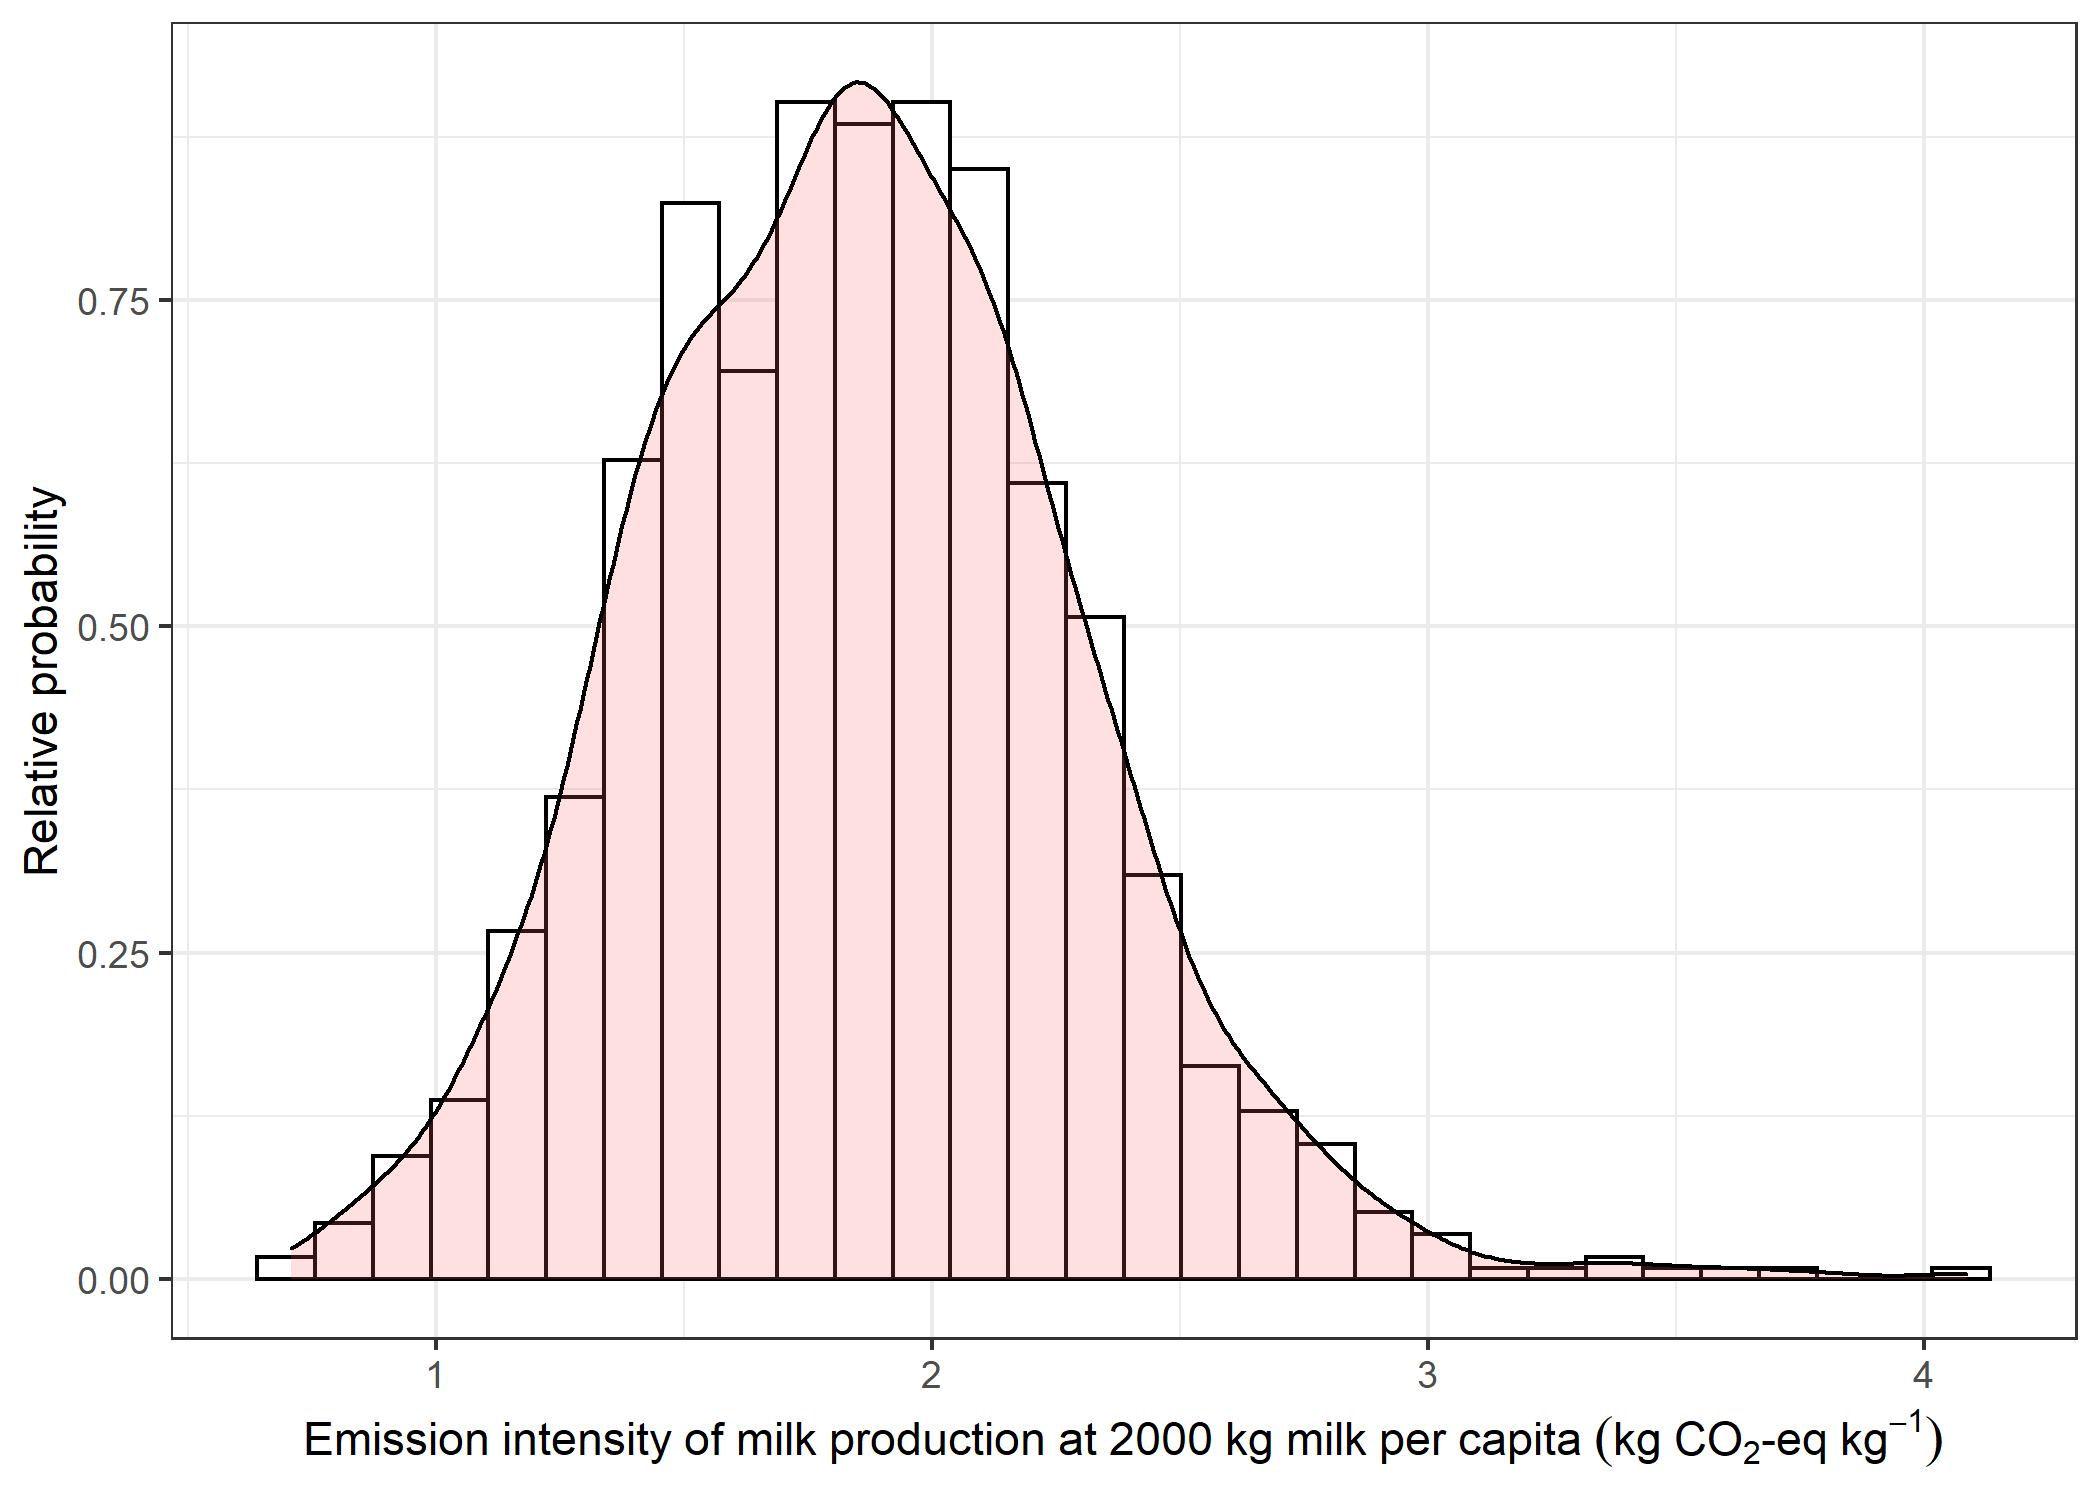 Relative probability
0.75
0.50
0.25
0.00
1 2 3 4
Emission intensity of milk production at 2000 kg milk per capita (kg CO₂-eq kg⁻¹)